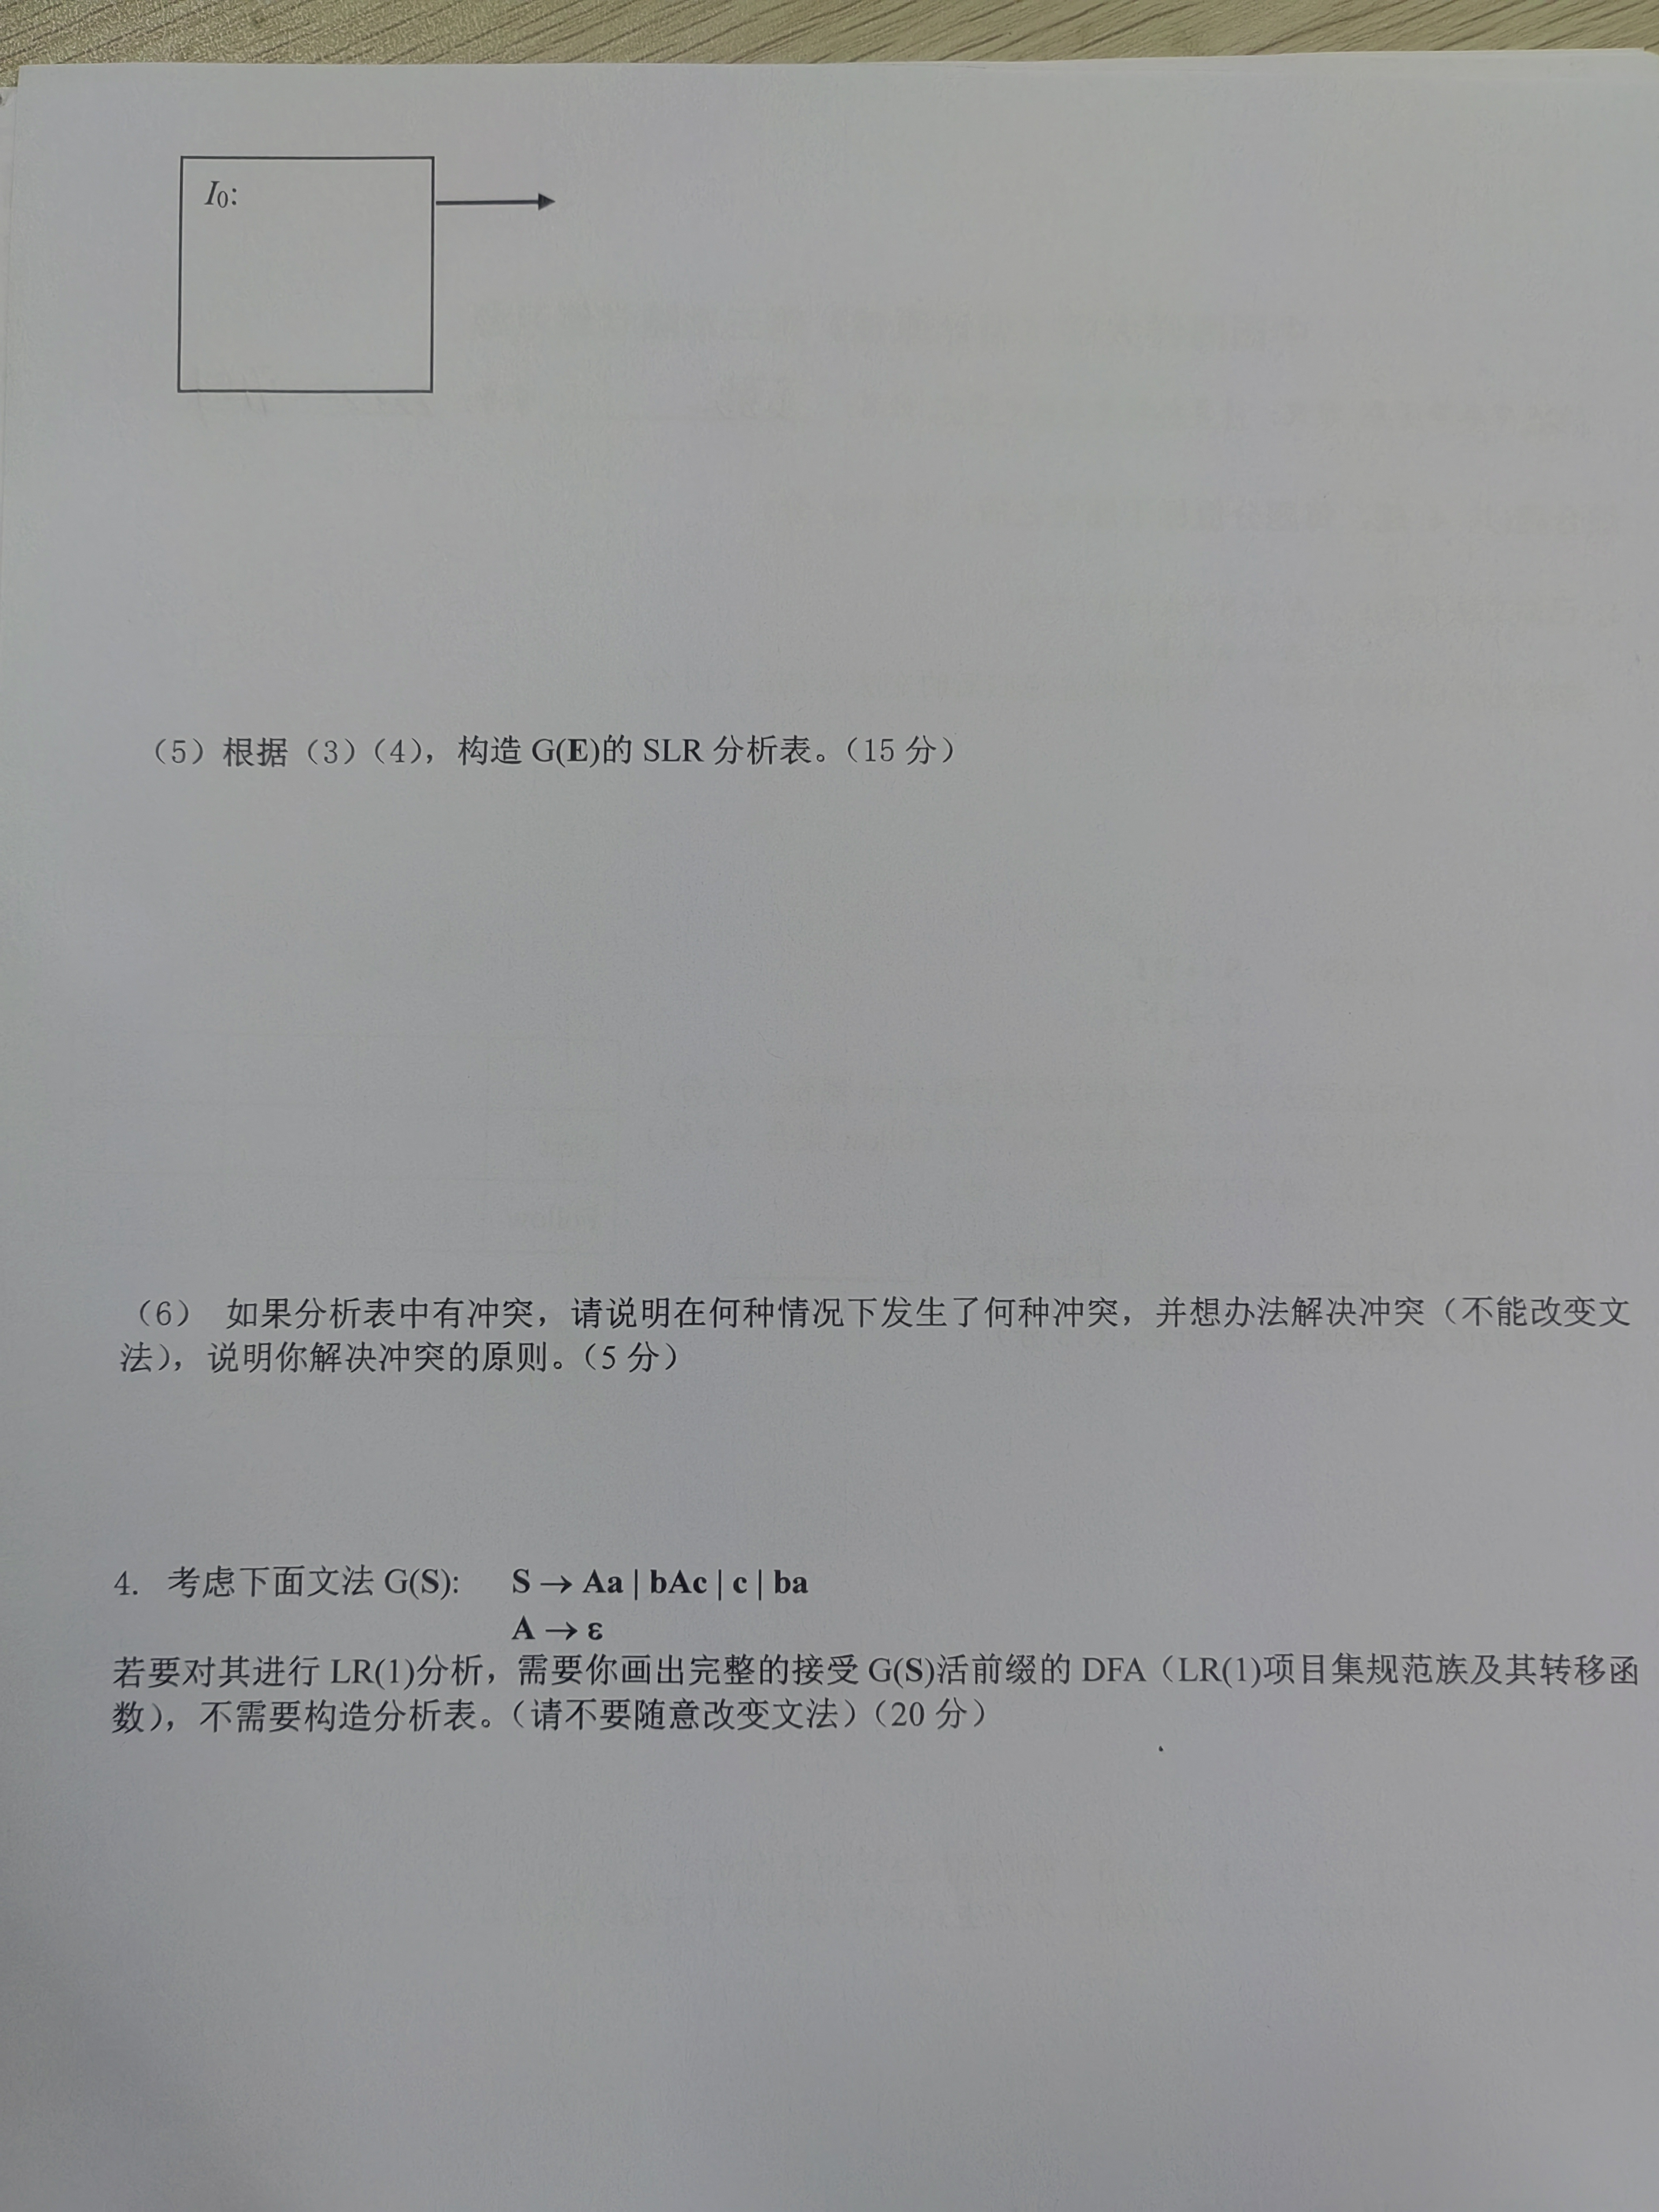 I0:
（5）根据（3）（4），构造 G(E)的 SLR 分析表。（15 分）
（6） 如果分析表中有冲突，请说明在何种情况下发生了何种冲突，并想办法解决冲突（不能改变文
法），说明你解决冲突的原则。（5 分）
4. 考虑下面文法 G(S): S → Aa | bAc | c | ba
A → ε
若要对其进行 LR(1)分析，需要你画出完整的接受 G(S)活前缀的 DFA（LR(1)项目集规范族及其转移函
数），不需要构造分析表。（请不要随意改变文法）（20 分）